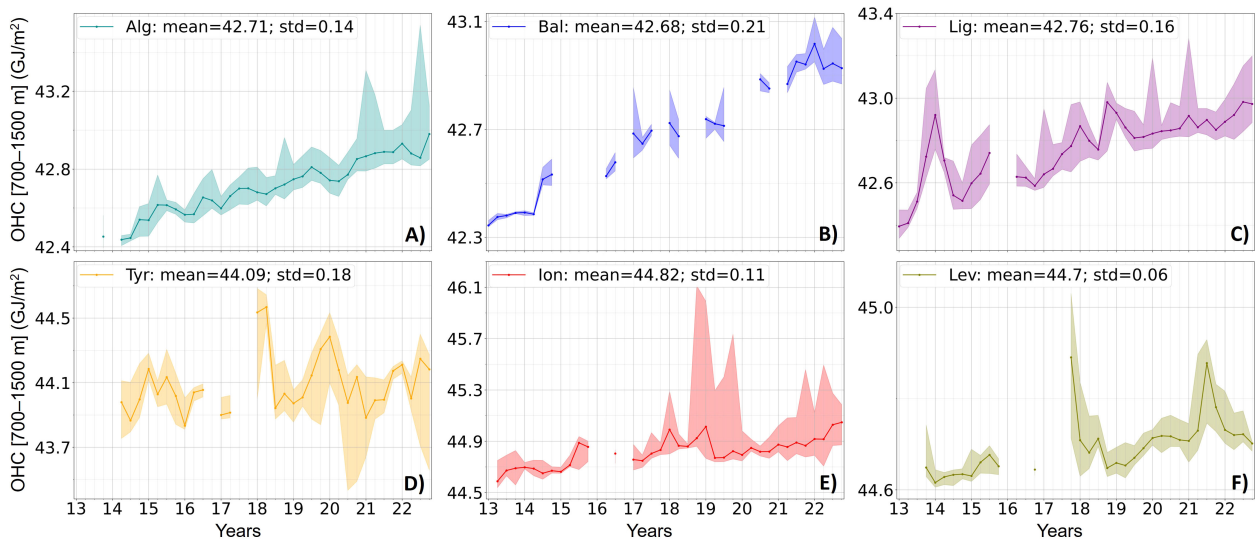 OHC [700–1500 m] (GJ/m²)
Alg: mean=42.71; std=0.14
43.2
42.8
42.4
A)
Bal: mean=42.68; std=0.21
43.1
42.7
42.3
B)
Lig: mean=42.76; std=0.16
43.4
43.0
42.6
C)
OHC [700–1500 m] (GJ/m²)
Tyr: mean=44.09; std=0.18
44.5
44.1
43.7
D)
13 14 15 16 17 18 19 20 21 22
Years
Ion: mean=44.82; std=0.11
46.1
45.7
45.3
44.9
44.5
E)
13 14 15 16 17 18 19 20 21 22
Years
Lev: mean=44.7; std=0.06
45.0
44.6
F)
13 14 15 16 17 18 19 20 21 22
Years